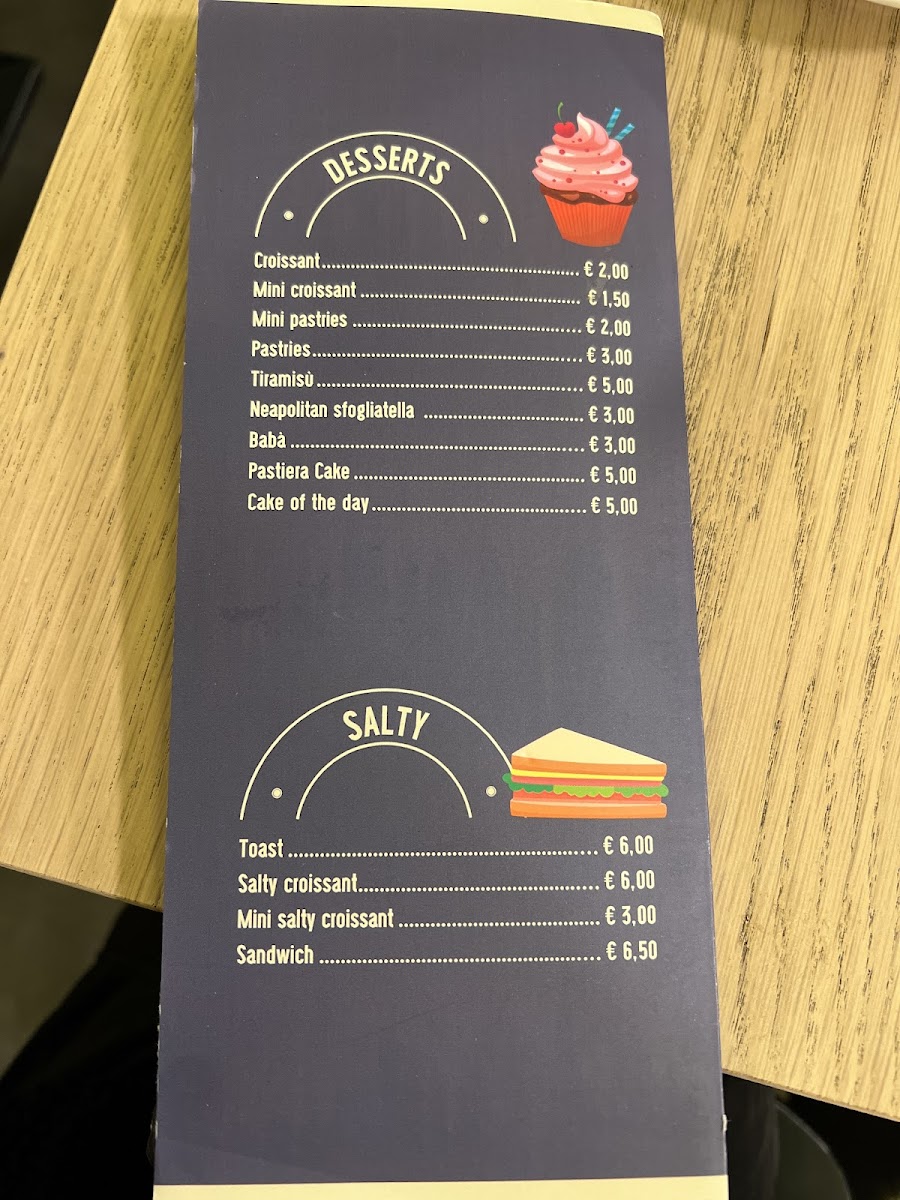 DESSERTS
Croissant................................................... € 2,00
Mini croissant ............................................ € 1,50
Mini pastries .............................................. € 2,00
Pastries...................................................... € 3,00
Tiramisù..................................................... € 5,00
Neapolitan sfogliatella ................................ € 3,00
Babà .......................................................... € 3,00
Pastiera Cake .............................................. € 5,00
Cake of the day........................................... € 5,00
SALTY
Toast ............................................................ € 6,00
Salty croissant............................................... € 6,00
Mini salty croissant ....................................... € 3,00
Sandwich ...................................................... € 6,50